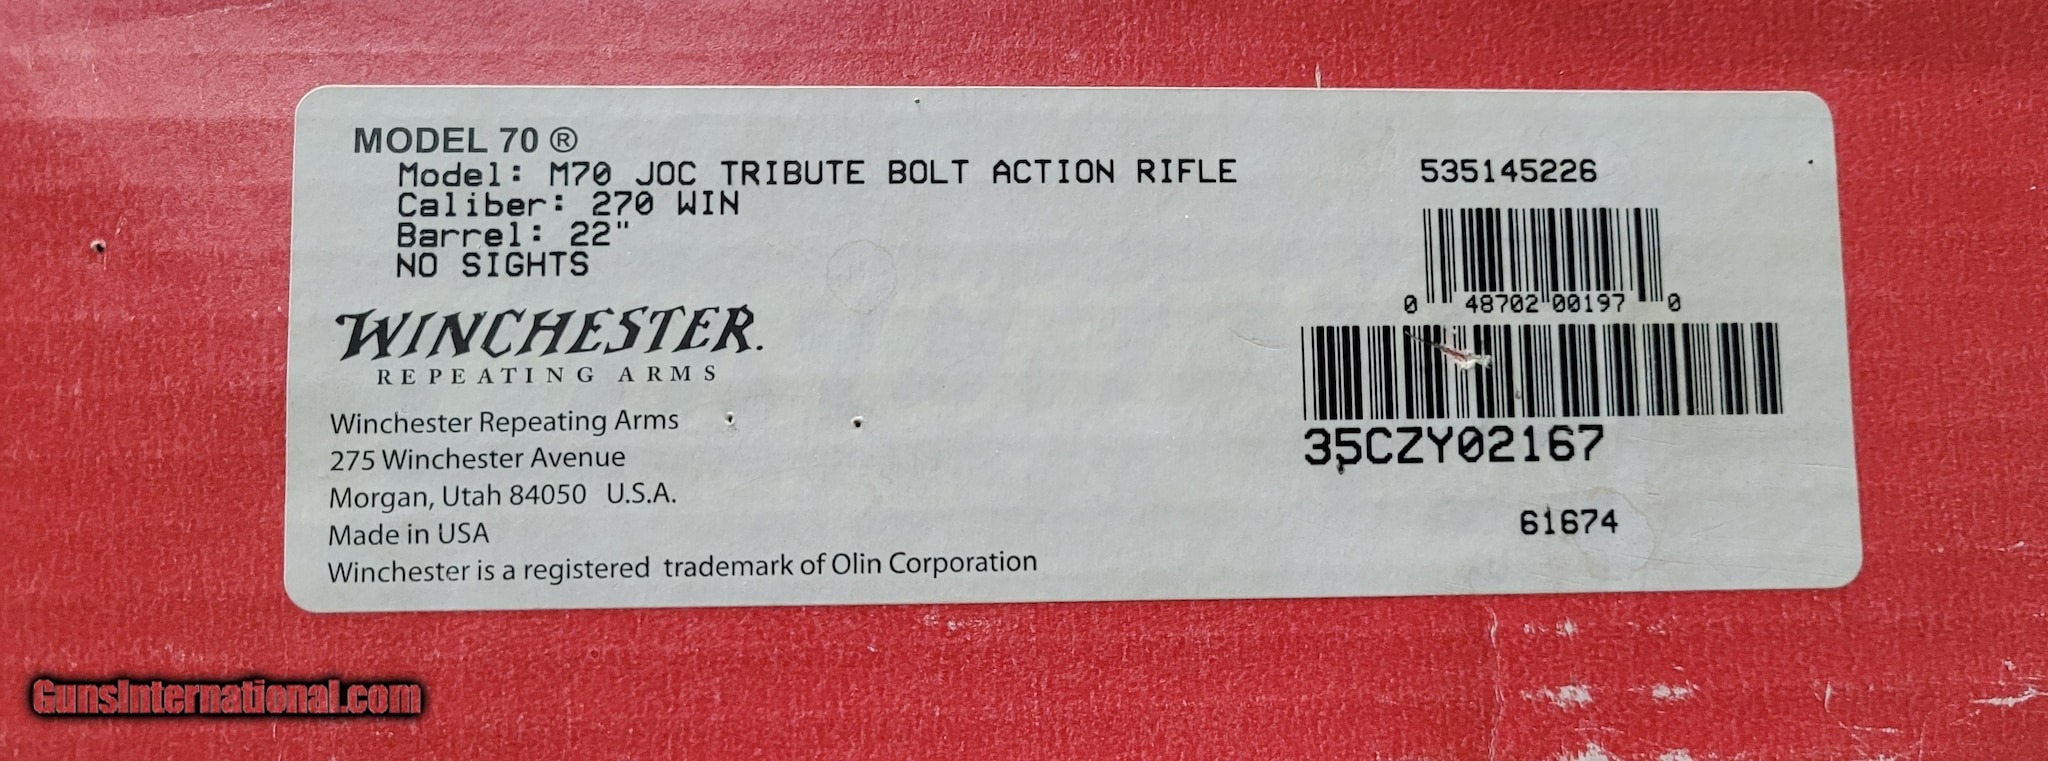 MODEL 70 ®
Model: M70 JOC TRIBUTE BOLT ACTION RIFLE
Caliber: 270 WIN
Barrel: 22"
NO SIGHTS
WINCHESTER.
REPEATING ARMS
Winchester Repeating Arms
275 Winchester Avenue
Morgan, Utah 84050 U.S.A.
Made in USA
Winchester is a registered trademark of Olin Corporation
535145226
0 48702 00197 0
35CZY02167
61674
GunsInternational.com